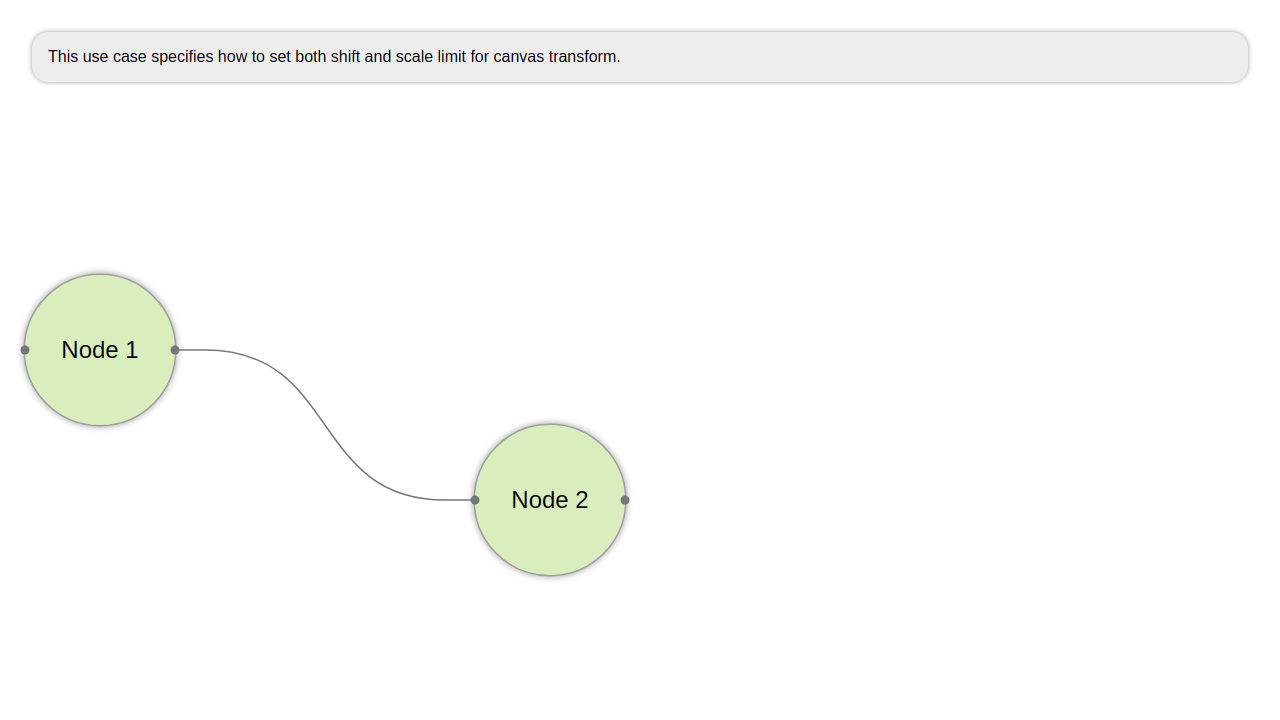 This use case specifies how to set both shift and scale limit for canvas transform.
Node 1
Node 2